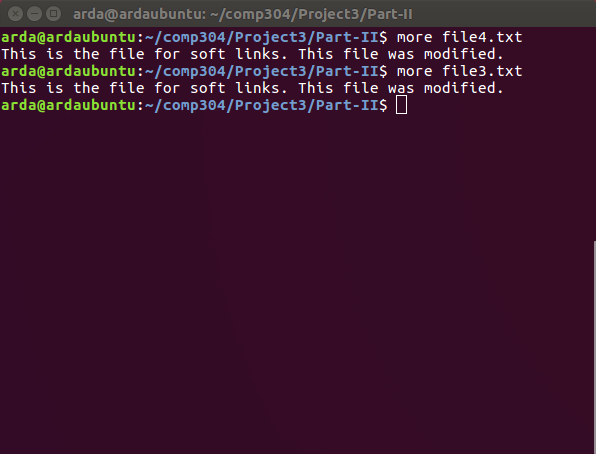 arda@ardaubuntu: ~/comp304/Project3/Part-II
arda@ardaubuntu:~/comp304/Project3/Part-II$ more file4.txt
This is the file for soft links. This file was modified.
arda@ardaubuntu:~/comp304/Project3/Part-II$ more file3.txt
This is the file for soft links. This file was modified.
arda@ardaubuntu:~/comp304/Project3/Part-II$